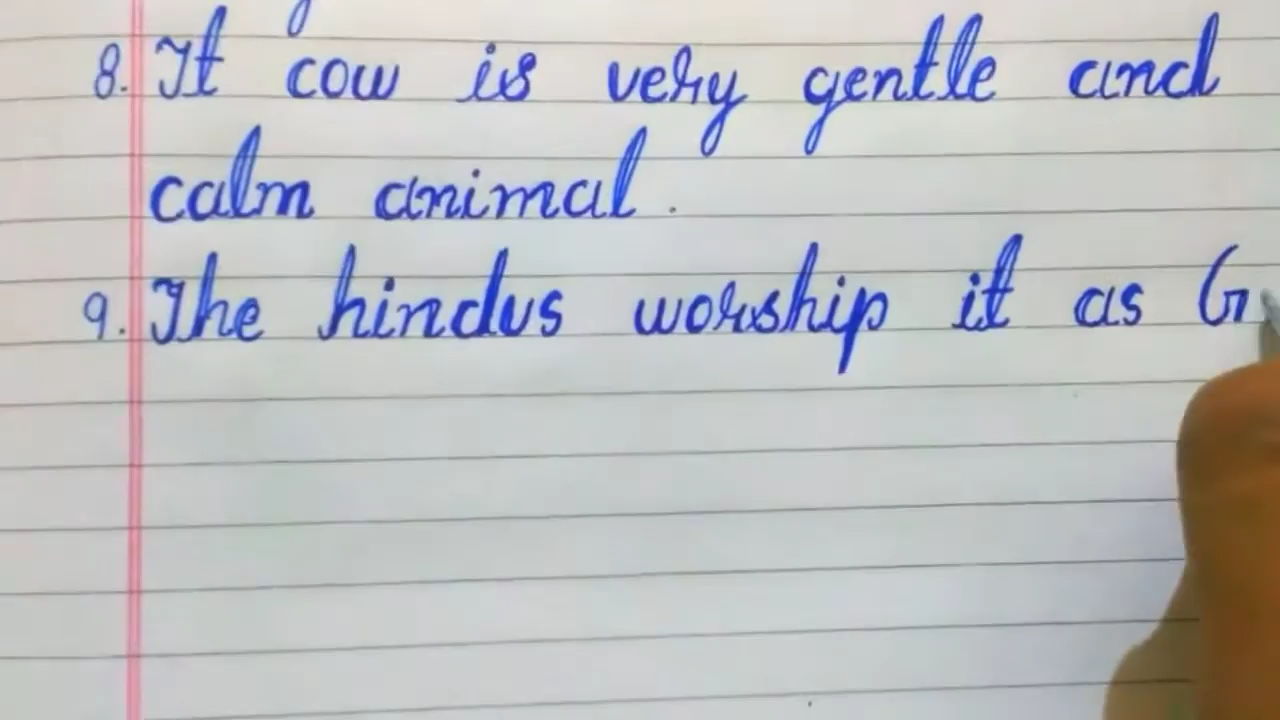 8. It cow is very gentle and
calm animal.
9. The hindus worship it as G